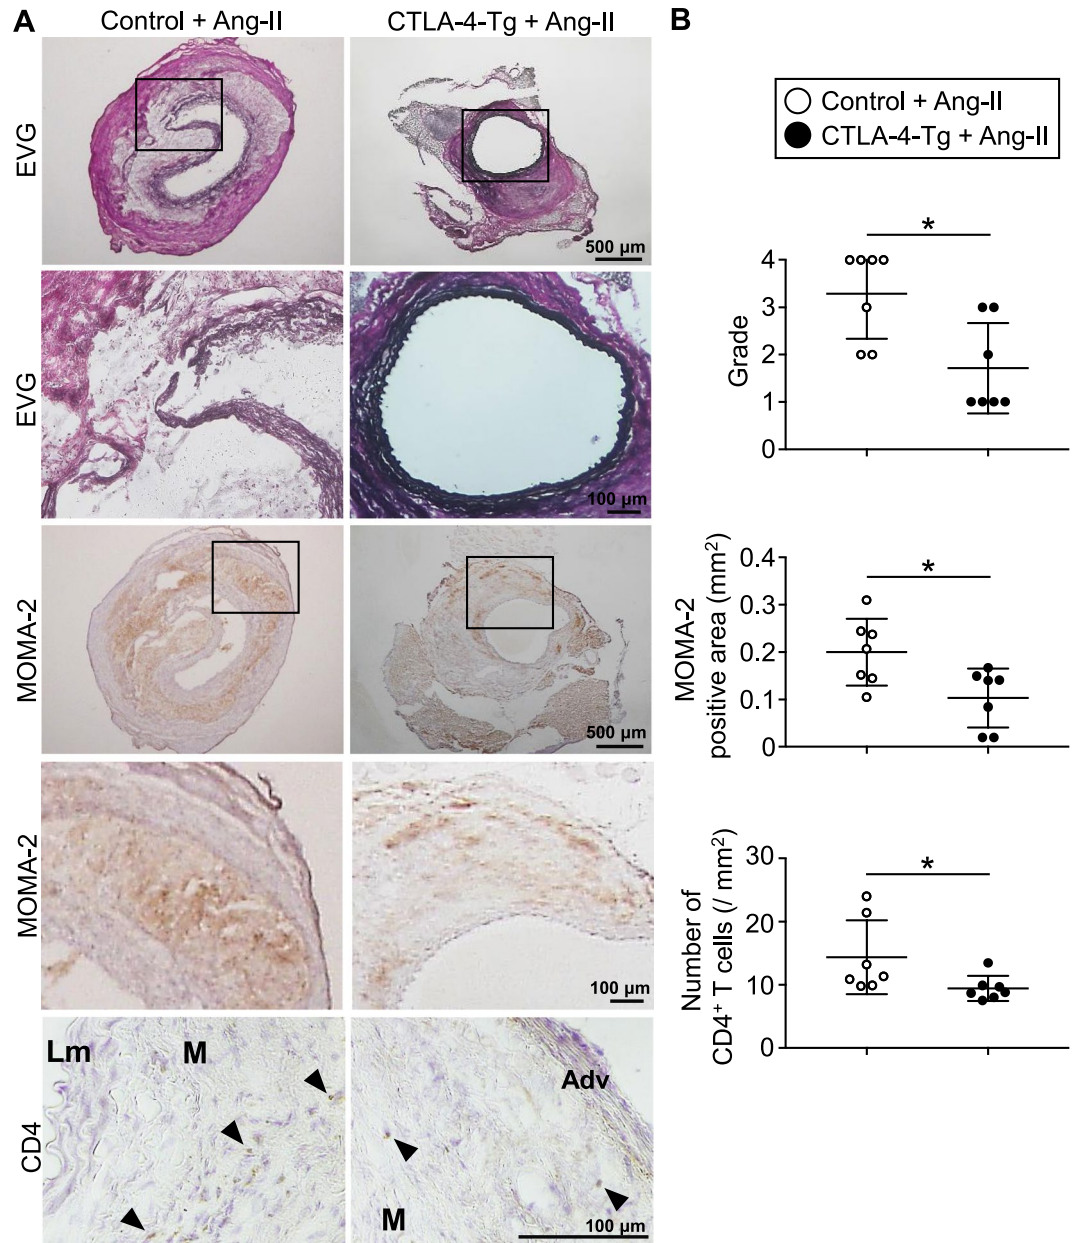 A
Control + Ang-II
CTLA-4-Tg + Ang-II
EVG
500 µm
EVG
100 µm
MOMA-2
500 µm
MOMA-2
100 µm
CD4
Lm
M
Adv
M
100 µm
B
Control + Ang-II
CTLA-4-Tg + Ang-II
Grade
4
3
2
1
0
*
MOMA-2
positive area (mm²)
0.4
0.3
0.2
0.1
0
*
Number of
CD4⁺ T cells (/ mm²)
30
20
10
0
*